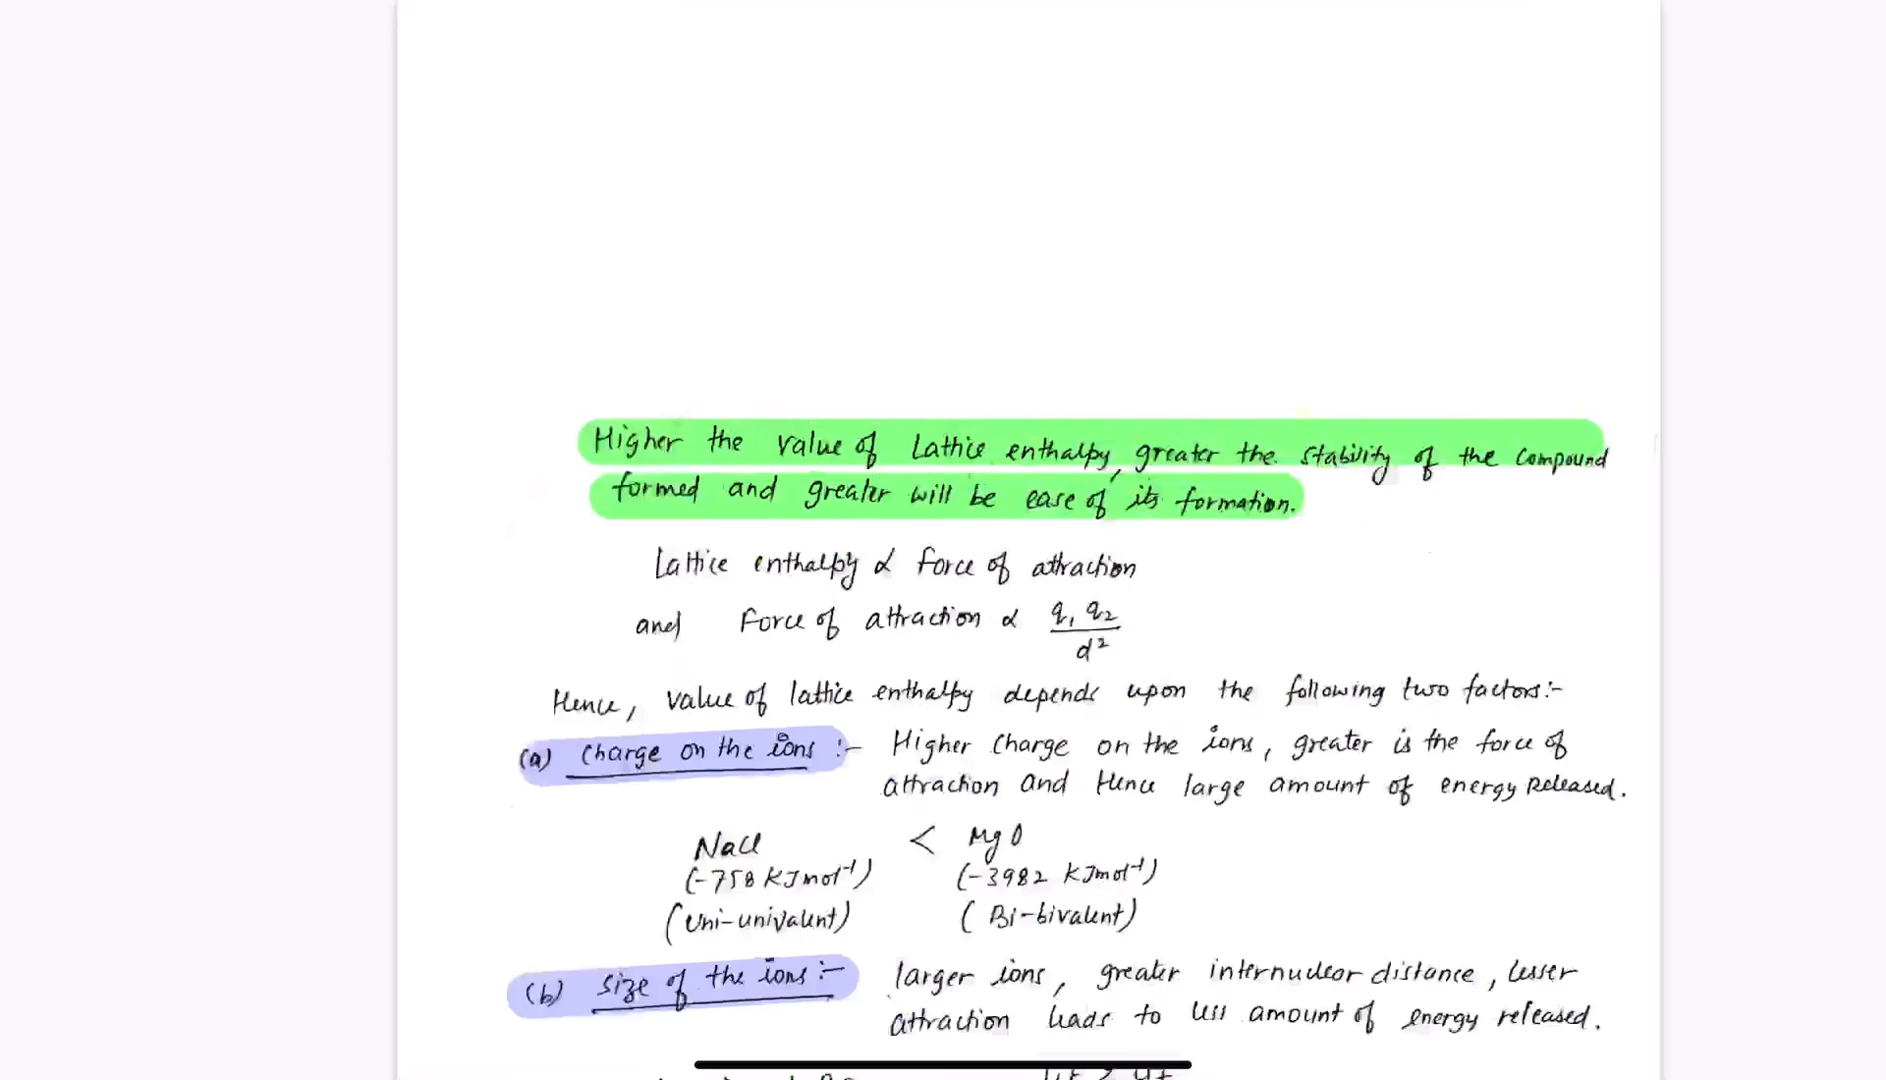 Higher the value of Lattice enthalpy, greater the stability of the compound
formed and greater will be ease of its formation.
Lattice enthalpy ∝ force of attraction
and Force of attraction ∝ q₁ q₂ / d²
Hence, value of lattice enthalpy depends upon the following two factors:-
(a) Charge on the ions :- Higher Charge on the ions, greater is the force of
attraction and Hence large amount of energy released.
NaCl < MgO
(-758 KJmol⁻¹) (-3982 KJmol⁻¹)
(Uni-univalent) (Bi-bivalent)
(b) size of the ions :- larger ions, greater internuclear distance, lesser
attraction leads to less amount of energy released.